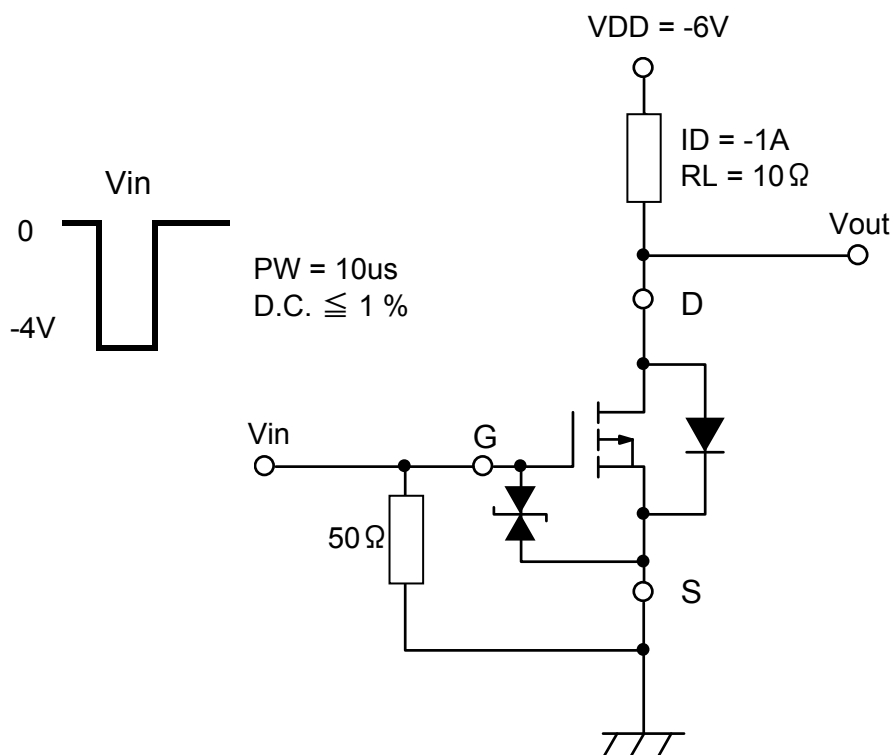 VDD = -6V
ID = -1A
RL = 10Ω
Vin
0
Vout
PW = 10us
D.C. ≦ 1 %
D
-4V
Vin
G
50Ω
S